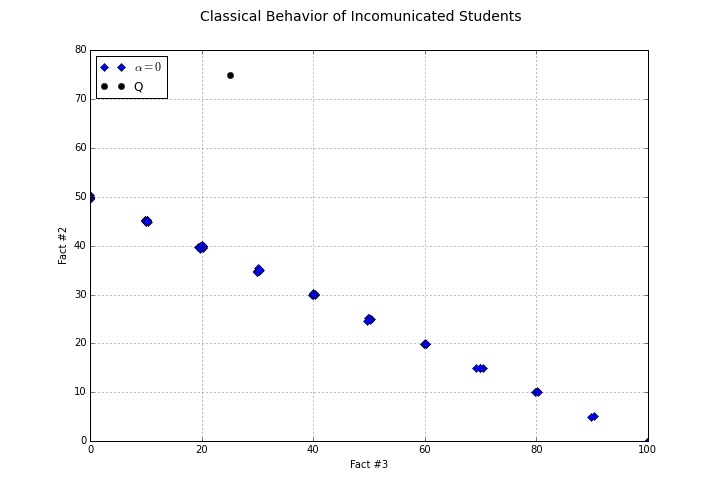 Classical Behavior of Incomunicated Students
80
70
60
50
40
30
20
10
0
Fact #2
α=0
Q
0 20 40 60 80 100
Fact #3